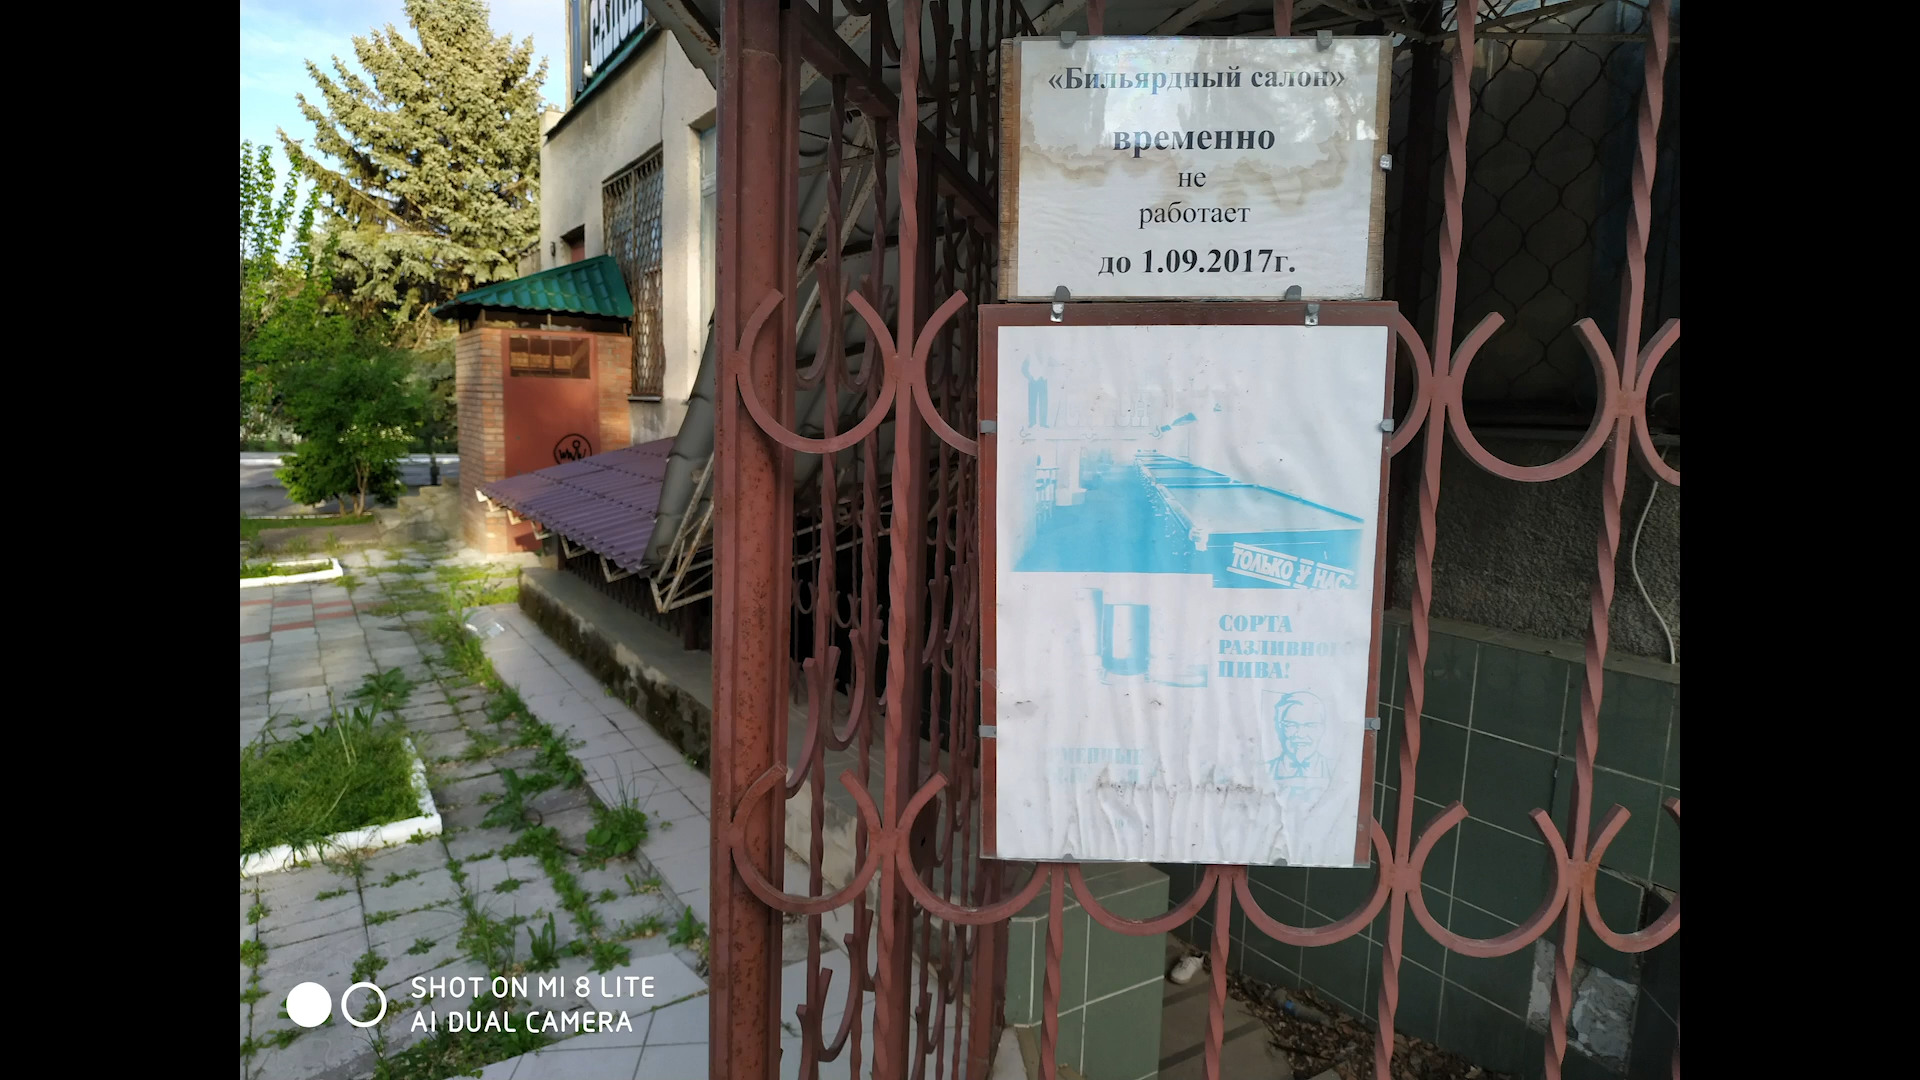 САЛОН
«Бильярдный салон»
временно
не
работает
до 1.09.2017г.
ТОЛЬКО У НАС
СОРТА
РАЗЛИВНОГО
ПИВА!
SHOT ON MI 8 LITE
AI DUAL CAMERA